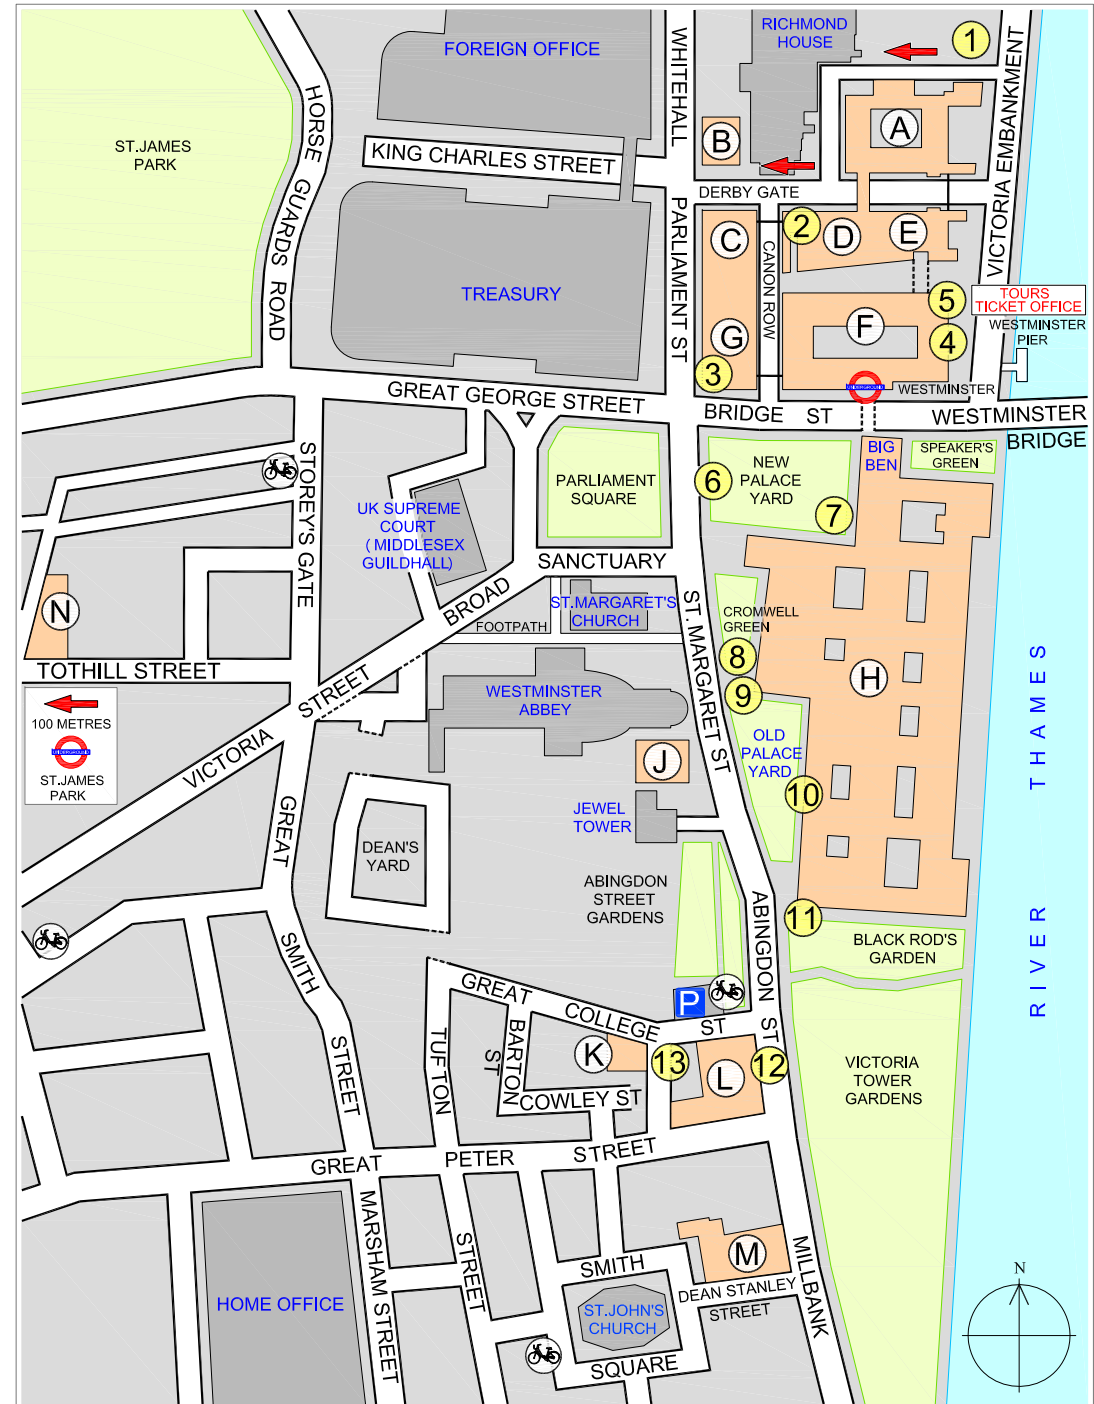 RICHMOND
HOUSE
1
FOREIGN OFFICE
WHITEHALL
HORSE GUARDS ROAD
ST.JAMES
PARK
KING CHARLES STREET
A
B
VICTORIA EMBANKMENT
DERBY GATE
PARLIAMENT ST
C
CANON ROW
2
D
E
TREASURY
5
TOURS
TICKET OFFICE
F
G
4
WESTMINSTER
PIER
3
GREAT GEORGE STREET
WESTMINSTER
BRIDGE ST
WESTMINSTER
BRIDGE
STOREY'S GATE
BIG
BEN
SPEAKER'S
GREEN
NEW
PALACE
YARD
6
7
PARLIAMENT
SQUARE
UK SUPREME
COURT
( MIDDLESEX
GUILDHALL)
BROAD
SANCTUARY
N
ST.MARGARET'S
CHURCH
FOOTPATH
ST.MARGARET ST
CROMWELL
GREEN
8
H
9
TOTHILL STREET
100 METRES
ST.JAMES
PARK
VICTORIA STREET
WESTMINSTER
ABBEY
OLD
PALACE
YARD
J
10
JEWEL
TOWER
GREAT
SMITH
STREET
DEAN'S
YARD
ABINGDON
STREET
GARDENS
ABINGDON ST
11
BLACK ROD'S
GARDEN
RIVER THAMES
GREAT COLLEGE ST
P
TUFTON
STREET
BARTON
ST
K
13
L
12
COWLEY ST
VICTORIA
TOWER
GARDENS
GREAT PETER STREET
MARSHAM STREET
M
SMITH
SQUARE
DEAN STANLEY
STREET
MILLBANK
HOME OFFICE
ST.JOHN'S
CHURCH
N